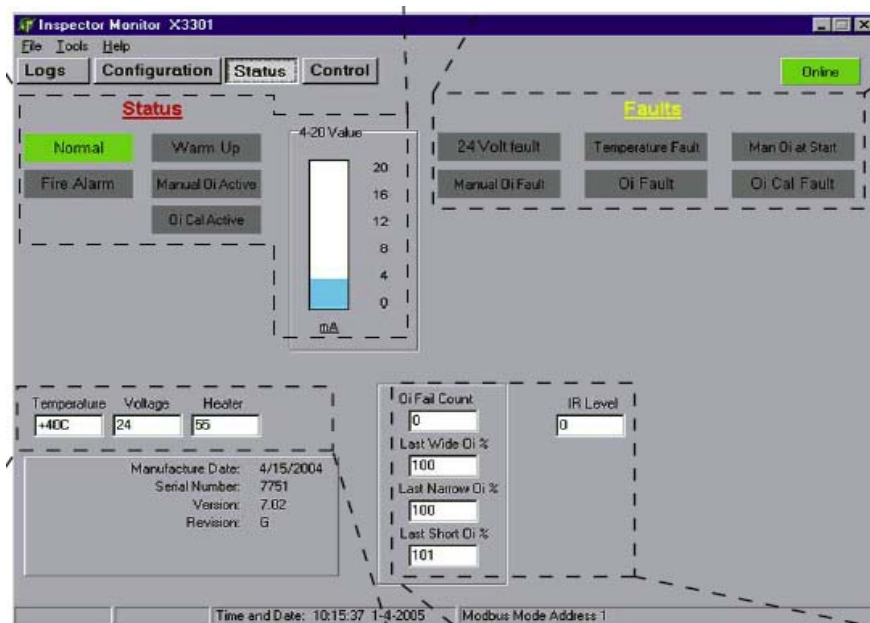 Inspector Monitor X3301
File Tools Help
Logs Configuration Status Control Online
Status
Normal Warm Up
Fire Alarm Manual Oi Active
Oi Cal Active
4-20 Value
20
16
12
8
4
0
mA
Faults
24 Volt fault Temperature Fault Man Oi at Start
Manual Oi Fault Oi Fault Oi Cal Fault
Temperature Voltage Heater
+40C 24 55
Manufacture Date: 4/15/2004
Serial Number: 7751
Version: 7.02
Revision: G
Oi Fail Count
0
Last Wide Oi %
100
Last Narrow Oi %
100
Last Short Oi %
101
IR Level
0
Time and Date: 10:15:37 1-4-2005 Modbus Mode Address 1